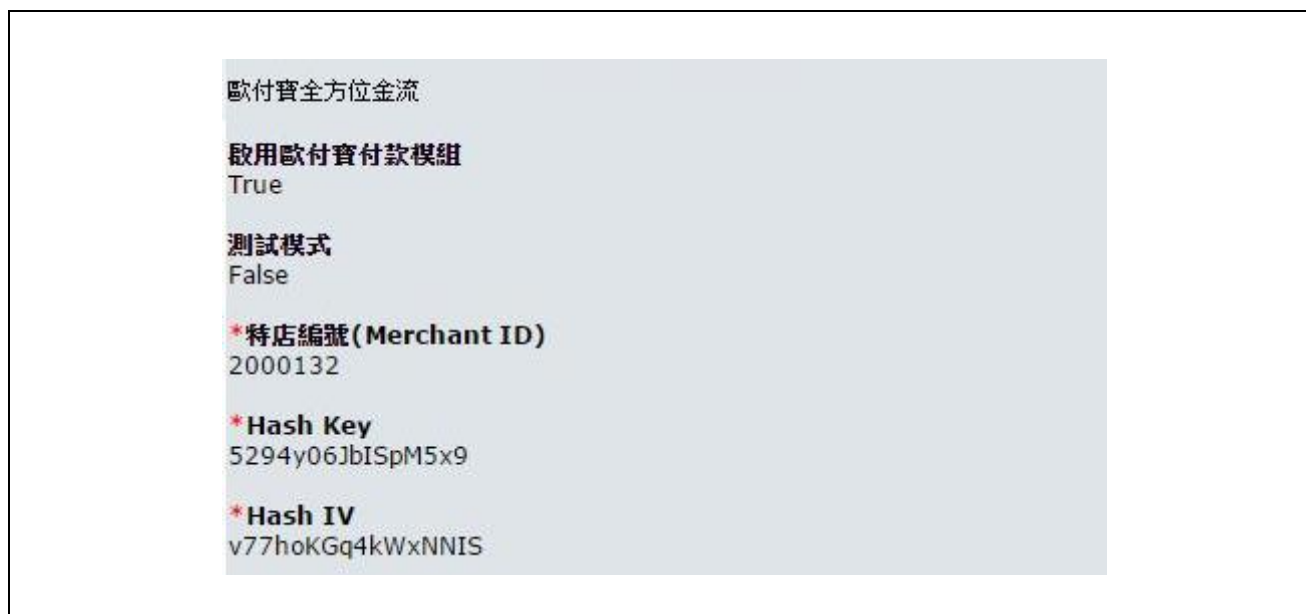 歐付寶全方位金流
啟用歐付寶付款模組
True
測試模式
False
*特店編號(Merchant ID)
2000132
*Hash Key
5294y06JbISpM5x9
*Hash IV
v77hoKGq4kWxNNIS